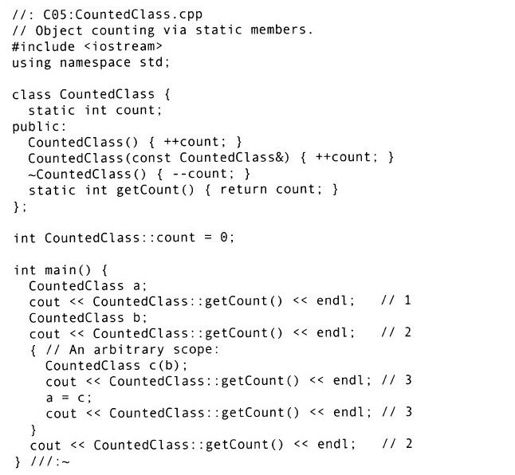 //: C05:CountedClass.cpp
// Object counting via static members.
#include <iostream>
using namespace std;

class CountedClass {
  static int count;
public:
  CountedClass() { ++count; }
  CountedClass(const CountedClass&) { ++count; }
  ~CountedClass() { --count; }
  static int getCount() { return count; }
};

int CountedClass::count = 0;

int main() {
  CountedClass a;
  cout << CountedClass::getCount() << endl;   // 1
  CountedClass b;
  cout << CountedClass::getCount() << endl;   // 2
  { // An arbitrary scope:
    CountedClass c(b);
    cout << CountedClass::getCount() << endl; // 3
    a = c;
    cout << CountedClass::getCount() << endl; // 3
  }
  cout << CountedClass::getCount() << endl;   // 2
} ///:~